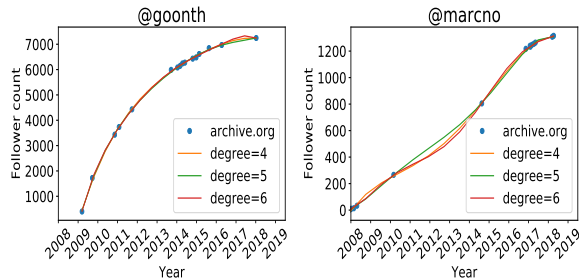 @goonth
Follower count
7000
6000
5000
4000
3000
2000
1000
archive.org
degree=4
degree=5
degree=6
2008
2009
2010
2011
2012
2013
2014
2015
2016
2017
2018
2019
Year
@marcno
Follower count
1200
1000
800
600
400
200
0
archive.org
degree=4
degree=5
degree=6
2008
2009
2010
2011
2012
2013
2014
2015
2016
2017
2018
2019
Year